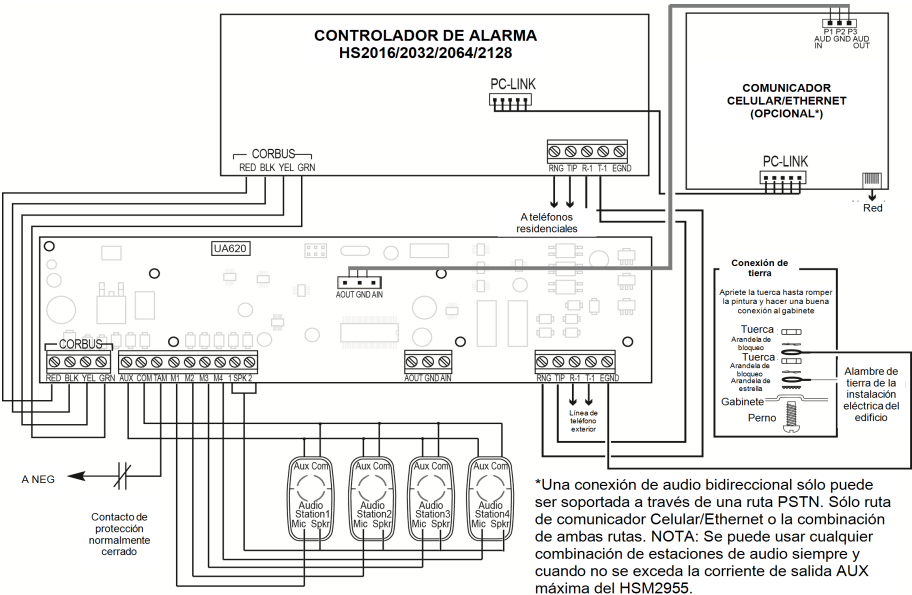 CONTROLADOR DE ALARMA
HS2016/2032/2064/2128
PC-LINK
CORBUS
RED BLK YEL GRN
RNG TIP R-1 T-1 EGND
A teléfonos
residenciales
P1 P2 P3
AUD GND AUD
IN OUT
COMUNICADOR
CELULAR/ETHERNET
(OPCIONAL*)
PC-LINK
Red
UA620
AOUT GND AIN
CORBUS
RED BLK YEL GRN
AUX COM TAM M1 M2 M3 M4 1 SPK 2
AOUT GND AIN
RNG TIP R-1 T-1 EGND
Línea de
teléfono
exterior
Conexión de
tierra
Apriete la tuerca hasta romper
la pintura y hacer una buena
conexión al gabinete
Tuerca
Arandela de
bloqueo
Tuerca
Arandela de
bloqueo
Arandela de
estrella
Gabinete
Perno
Alambre de
tierra de la
instalación
eléctrica del
edificio
A NEG
Contacto de
protección
normalmente
cerrado
Aux Com
Audio
Station1
Mic Spkr
Aux Com
Audio
Station2
Mic Spkr
Aux Com
Audio
Station3
Mic Spkr
Aux Com
Audio
Station4
Mic Spkr
*Una conexión de audio bidireccional sólo puede
ser soportada a través de una ruta PSTN. Sólo ruta
de comunicador Celular/Ethernet o la combinación
de ambas rutas. NOTA: Se puede usar cualquier
combinación de estaciones de audio siempre y
cuando no se exceda la corriente de salida AUX
máxima del HSM2955.